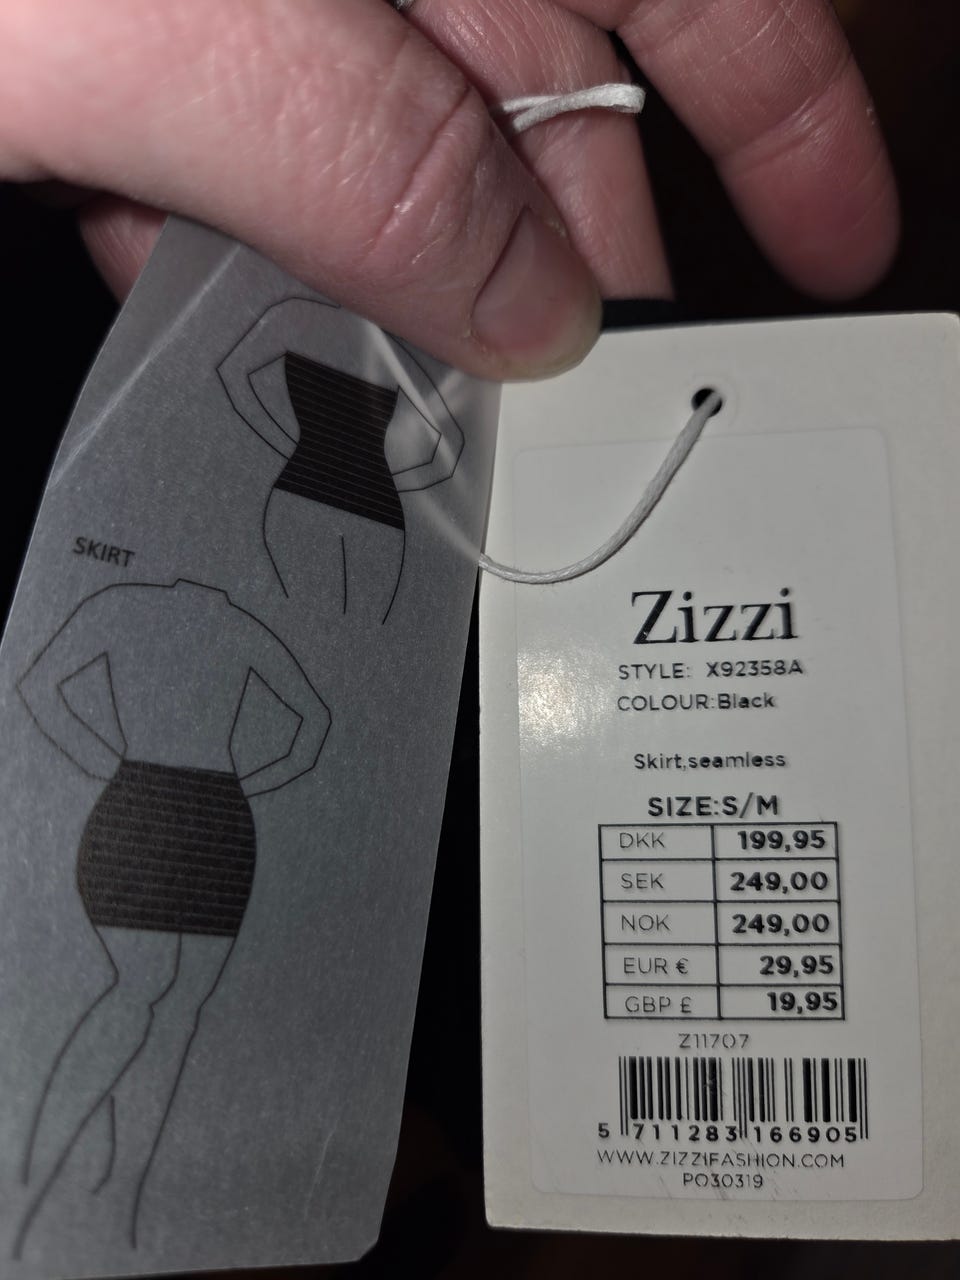 SKIRT
Zizzi
STYLE: X92358A
COLOUR:Black
Skirt,seamless
SIZE:S/M
DKK 199,95
SEK 249,00
NOK 249,00
EUR € 29,95
GBP £ 19,95
Z11707
5 711283 166905
WWW.ZIZZIFASHION.COM
PO30319